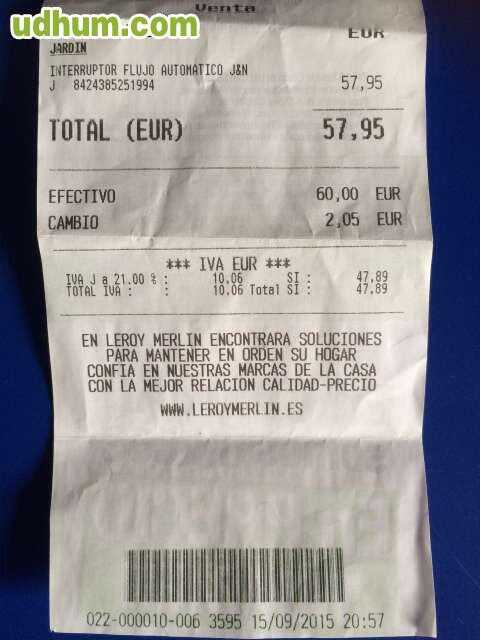 udhum.com
Venta
EUR
JARDIN
INTERRUPTOR FLUJO AUTOMATICO J&N
J 8424385251994 57,95
TOTAL (EUR) 57,95
EFECTIVO 60,00 EUR
CAMBIO 2,05 EUR
*** IVA EUR ***
IVA J a 21.00 % : 10.06 SI : 47.89
TOTAL IVA : : 10.06 Total SI : 47.89
EN LEROY MERLIN ENCONTRARA SOLUCIONES
PARA MANTENER EN ORDEN SU HOGAR
CONFIA EN NUESTRAS MARCAS DE LA CASA
CON LA MEJOR RELACION CALIDAD-PRECIO
WWW.LEROYMERLIN.ES
022-000010-006 3595 15/09/2015 20:57